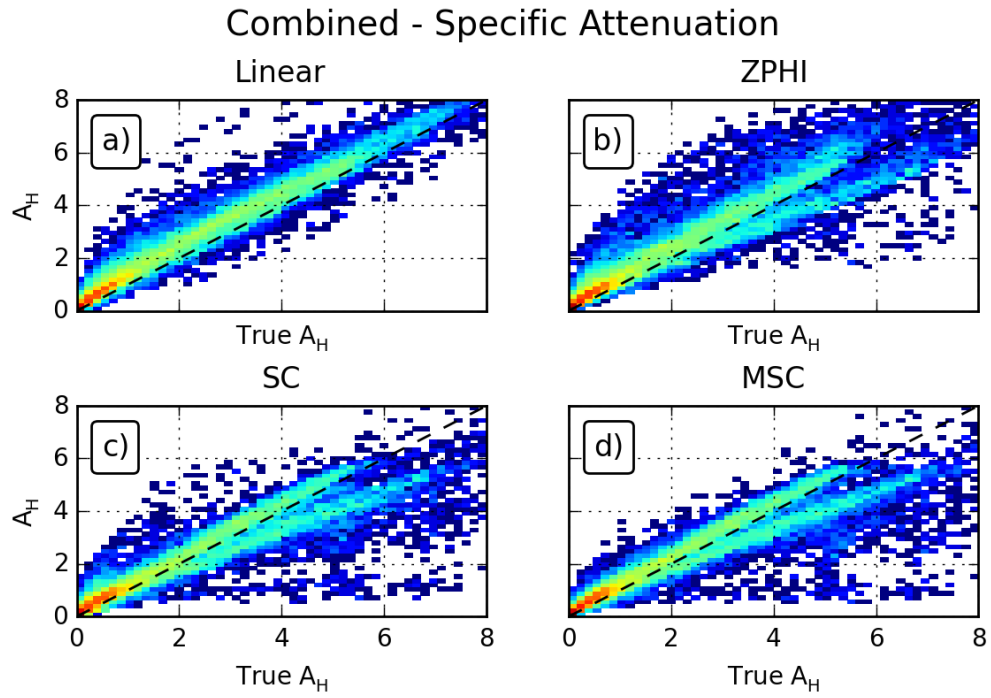 Combined - Specific Attenuation
Linear
ZPHI
8
6
4
2
0
A_H
a)
b)
True A_H
True A_H
SC
MSC
8
6
4
2
0
A_H
c)
d)
0 2 4 6 8
0 2 4 6 8
True A_H
True A_H